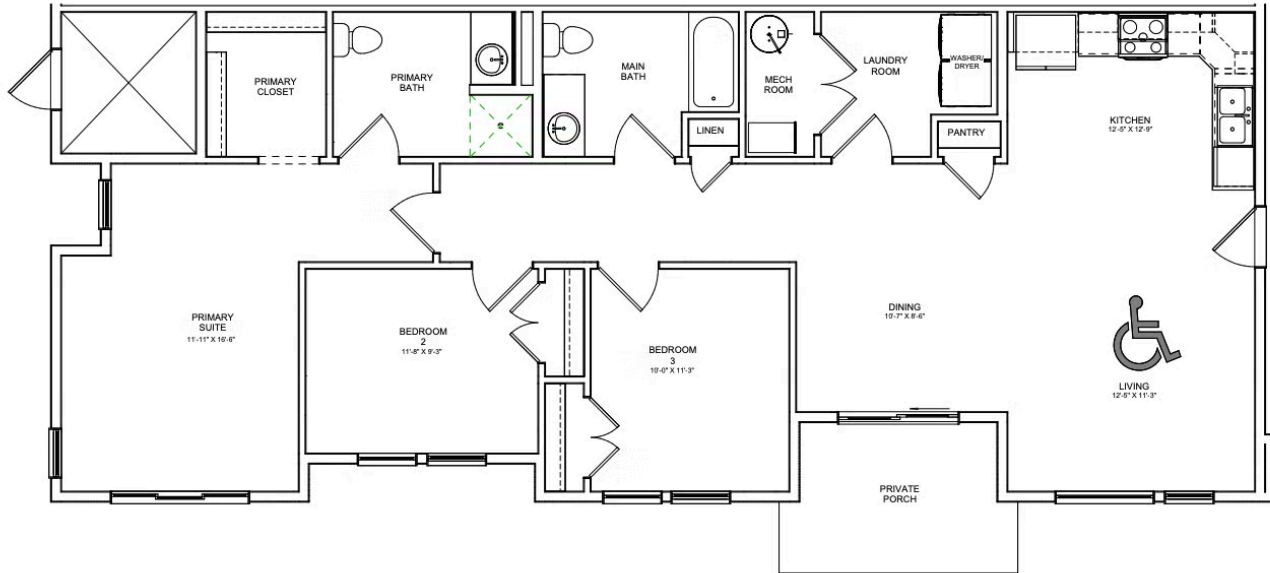 PRIMARY
CLOSET
PRIMARY
BATH
MAIN
BATH
LINEN
MECH
ROOM
LAUNDRY
ROOM
WASHER/
DRYER
PANTRY
KITCHEN
12'-5" X 12'-9"
PRIMARY
SUITE
11'-11" X 16'-6"
BEDROOM
2
11'-8" X 9'-3"
BEDROOM
3
10'-0" X 11'-3"
DINING
10'-7" X 8'-6"
LIVING
12'-5" X 11'-3"
PRIVATE
PORCH